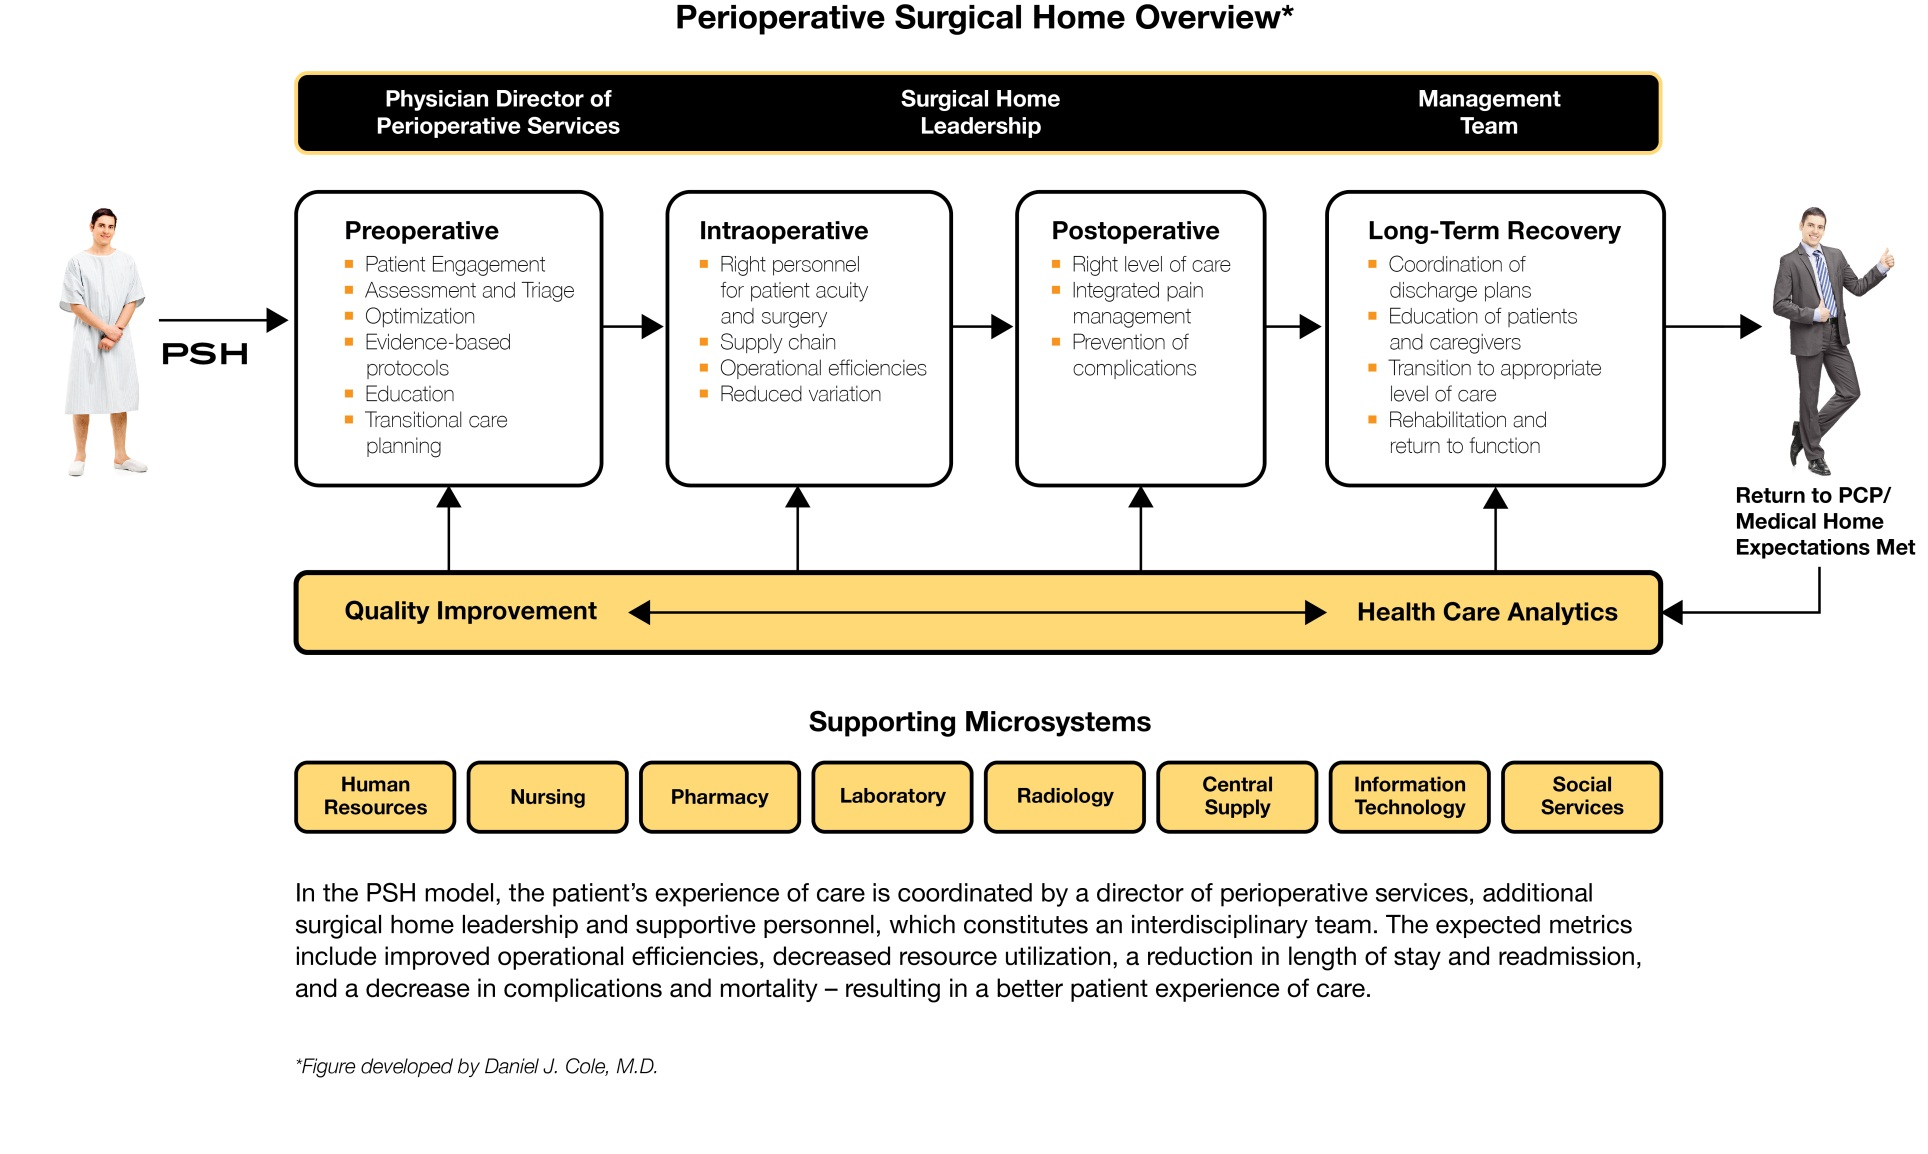 Perioperative Surgical Home Overview*
Physician Director of
Perioperative Services
Surgical Home
Leadership
Management
Team
PSH
Preoperative
Patient Engagement
Assessment and Triage
Optimization
Evidence-based
protocols
Education
Transitional care
planning
Intraoperative
Right personnel
for patient acuity
and surgery
Supply chain
Operational efficiencies
Reduced variation
Postoperative
Right level of care
Integrated pain
management
Prevention of
complications
Long-Term Recovery
Coordination of
discharge plans
Education of patients
and caregivers
Transition to appropriate
level of care
Rehabilitation and
return to function
Return to PCP/
Medical Home
Expectations Met
Quality Improvement
Health Care Analytics
Supporting Microsystems
Human
Resources
Nursing
Pharmacy
Laboratory
Radiology
Central
Supply
Information
Technology
Social
Services
In the PSH model, the patient’s experience of care is coordinated by a director of perioperative services, additional
surgical home leadership and supportive personnel, which constitutes an interdisciplinary team. The expected metrics
include improved operational efficiencies, decreased resource utilization, a reduction in length of stay and readmission,
and a decrease in complications and mortality – resulting in a better patient experience of care.
*Figure developed by Daniel J. Cole, M.D.